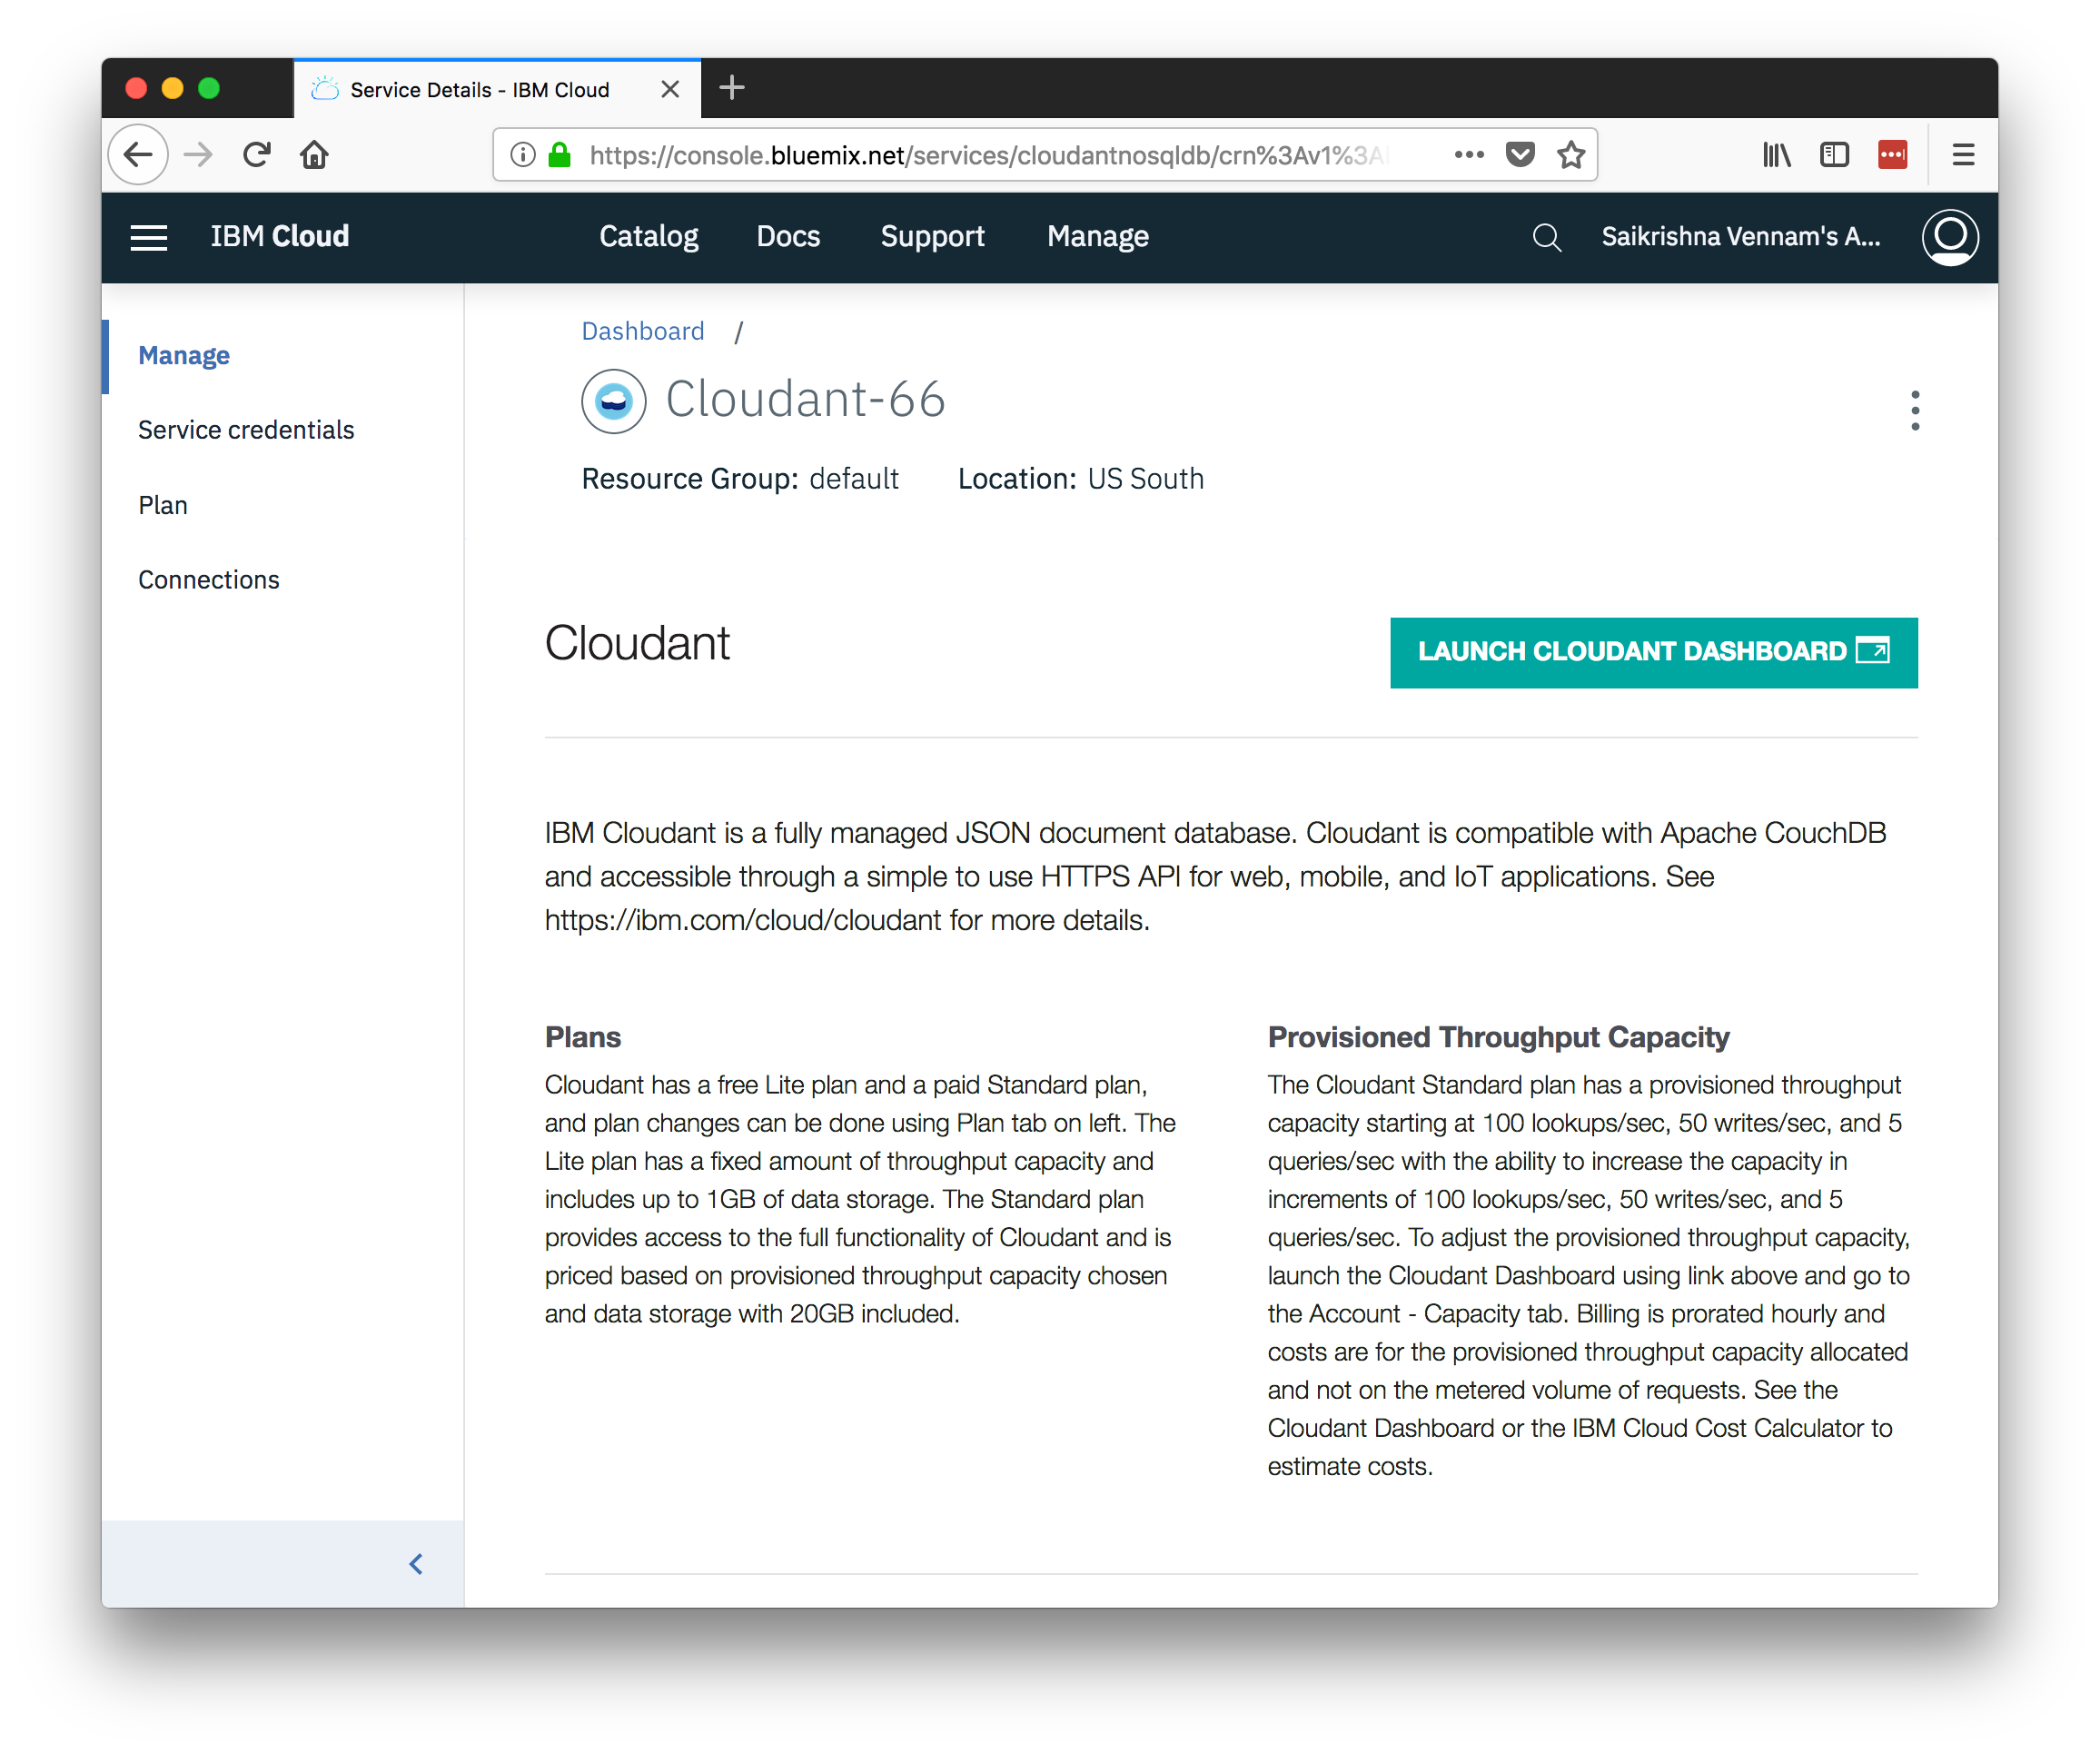 Service Details - IBM Cloud
https://console.bluemix.net/services/cloudantnosqldb/crn%3Av1%3A
IBM Cloud
Catalog
Docs
Support
Manage
Saikrishna Vennam's A...
Manage
Service credentials
Plan
Connections
Dashboard /
Cloudant-66
Resource Group: default
Location: US South
Cloudant
LAUNCH CLOUDANT DASHBOARD
IBM Cloudant is a fully managed JSON document database. Cloudant is compatible with Apache CouchDB
and accessible through a simple to use HTTPS API for web, mobile, and IoT applications. See
https://ibm.com/cloud/cloudant for more details.
Plans
Cloudant has a free Lite plan and a paid Standard plan,
and plan changes can be done using Plan tab on left. The
Lite plan has a fixed amount of throughput capacity and
includes up to 1GB of data storage. The Standard plan
provides access to the full functionality of Cloudant and is
priced based on provisioned throughput capacity chosen
and data storage with 20GB included.
Provisioned Throughput Capacity
The Cloudant Standard plan has a provisioned throughput
capacity starting at 100 lookups/sec, 50 writes/sec, and 5
queries/sec with the ability to increase the capacity in
increments of 100 lookups/sec, 50 writes/sec, and 5
queries/sec. To adjust the provisioned throughput capacity,
launch the Cloudant Dashboard using link above and go to
the Account - Capacity tab. Billing is prorated hourly and
costs are for the provisioned throughput capacity allocated
and not on the metered volume of requests. See the
Cloudant Dashboard or the IBM Cloud Cost Calculator to
estimate costs.